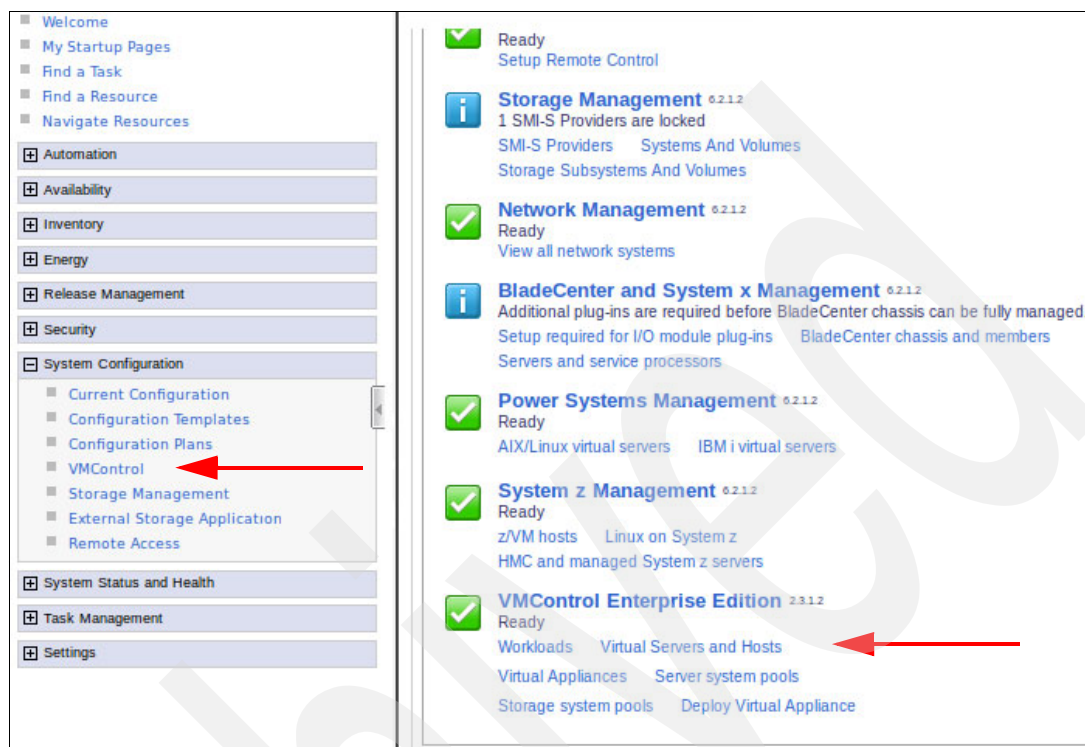 Welcome
My Startup Pages
Find a Task
Find a Resource
Navigate Resources
Automation
Availability
Inventory
Energy
Release Management
Security
System Configuration
Current Configuration
Configuration Templates
Configuration Plans
VMControl
Storage Management
External Storage Application
Remote Access
System Status and Health
Task Management
Settings
Ready
Setup Remote Control
Storage Management 6.2.1.2
1 SMI-S Providers are locked
SMI-S Providers Systems And Volumes
Storage Subsystems And Volumes
Network Management 6.2.1.2
Ready
View all network systems
BladeCenter and System x Management 6.2.1.2
Additional plug-ins are required before BladeCenter chassis can be fully managed
Setup required for I/O module plug-ins BladeCenter chassis and members
Servers and service processors
Power Systems Management 6.2.1.2
Ready
AIX/Linux virtual servers IBM i virtual servers
System z Management 6.2.1.2
Ready
z/VM hosts Linux on System z
HMC and managed System z servers
VMControl Enterprise Edition 2.3.1.2
Ready
Workloads Virtual Servers and Hosts
Virtual Appliances Server system pools
Storage system pools Deploy Virtual Appliance